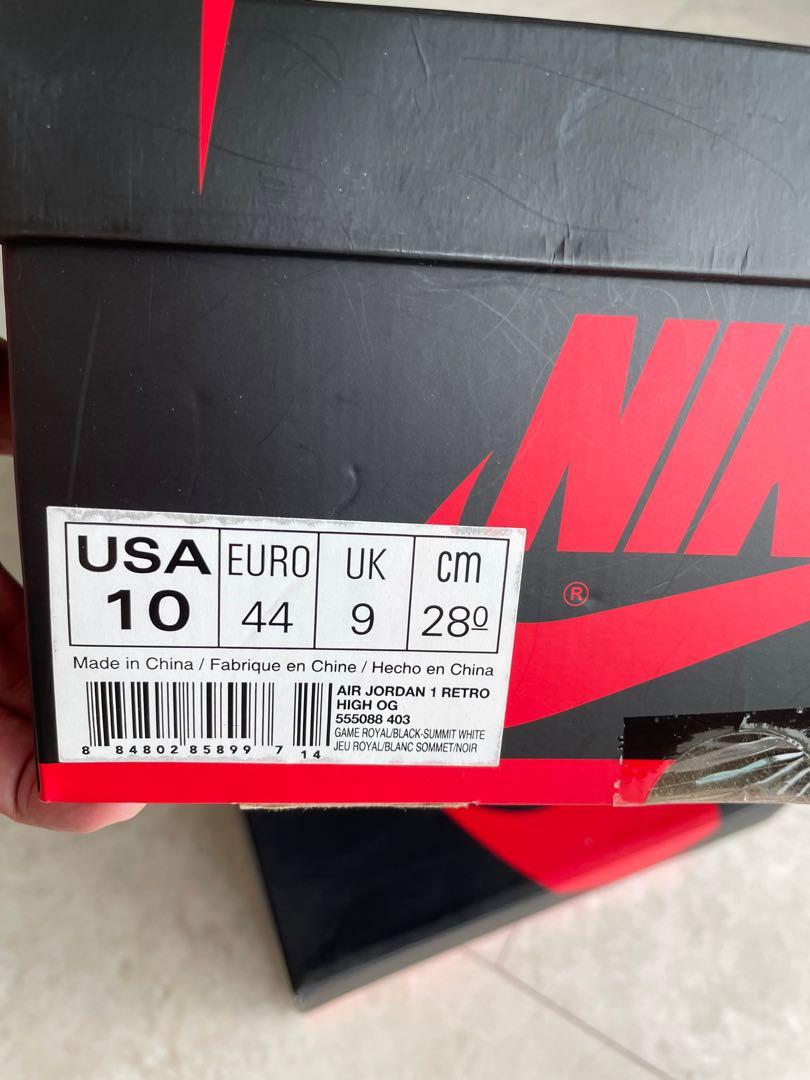 NIK
®
USA EURO UK cm
10 44 9 28º
Made in China / Fabrique en Chine / Hecho en China
AIR JORDAN 1 RETRO
HIGH OG
555088 403
GAME ROYAL/BLACK-SUMMIT WHITE
JEU ROYAL/BLANC SOMMET/NOIR
8 84802 85899 7 14